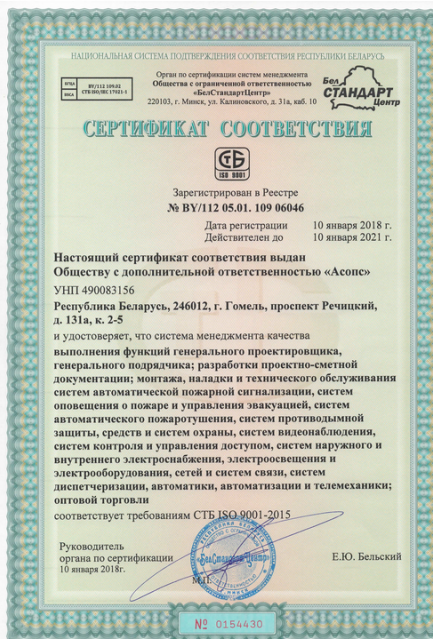 НАЦИОНАЛЬНАЯ СИСТЕМА ПОДТВЕРЖДЕНИЯ СООТВЕТСТВИЯ РЕСПУБЛИКИ БЕЛАРУСЬ
BY/112 109.01
СТБ ISO/IEC 17021-1
Орган по сертификации систем менеджмента
Общества с ограниченной ответственностью
«БелСтандартЦентр»
220103, г. Минск, ул. Калиновского, д. 31а, каб. 10
Бел
СТАНДАРТ
Центр
СЕРТИФИКАТ СООТВЕТСТВИЯ
СТБ
ISO 9001
Зарегистрирован в Реестре
№ BY/112 05.01. 109 06046
Дата регистрации 10 января 2018 г.
Действителен до 10 января 2021 г.
Настоящий сертификат соответствия выдан
Обществу с дополнительной ответственностью «Асопс»
УНП 490083156
Республика Беларусь, 246012, г. Гомель, проспект Речицкий,
д. 131а, к. 2-5
и удостоверяет, что система менеджмента качества
выполнения функций генерального проектировщика,
генерального подрядчика; разработки проектно-сметной
документации; монтажа, наладки и технического обслуживания
систем автоматической пожарной сигнализации, систем
оповещения о пожаре и управления эвакуацией, систем
автоматического пожаротушения, систем противодымной
защиты, средств и систем охраны, систем видеонаблюдения,
систем контроля и управления доступом, систем наружного и
внутреннего электроснабжения, электроосвещения и
электрооборудования, сетей и систем связи, систем
диспетчеризации, автоматики, автоматизации и телемеханики;
оптовой торговли
соответствует требованиям СТБ ISO 9001-2015
Руководитель
органа по сертификации Е.Ю. Бельский
10 января 2018г.
«БелСтандартЦентр»
М.П.
МИНСК
№ 0154430